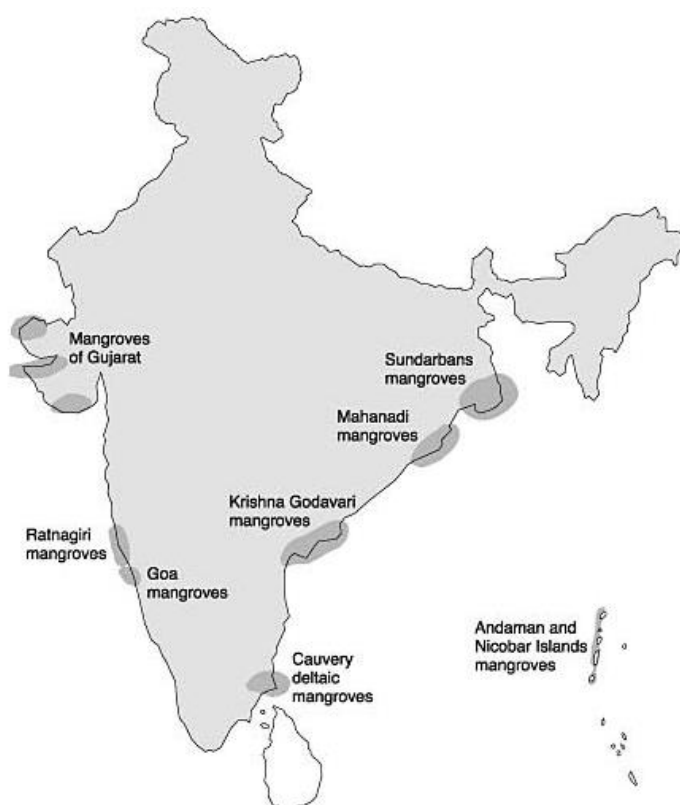 Mangroves
of Gujarat
Sundarbans
mangroves
Mahanadi
mangroves
Krishna Godavari
mangroves
Ratnagiri
mangroves
Goa
mangroves
Andaman and
Nicobar Islands
mangroves
Cauvery
deltaic
mangroves